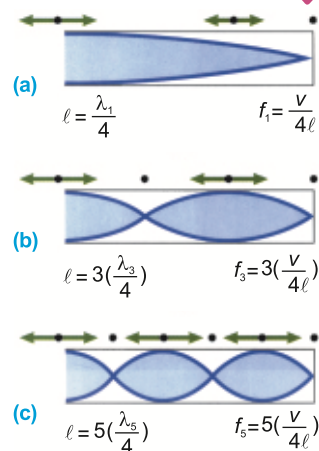 (a)
ℓ = λ₁/4 f₁ = v/4ℓ
(b)
ℓ = 3(λ₃/4) f₃ = 3(v/4ℓ)
(c)
ℓ = 5(λ₅/4) f₅ = 5(v/4ℓ)